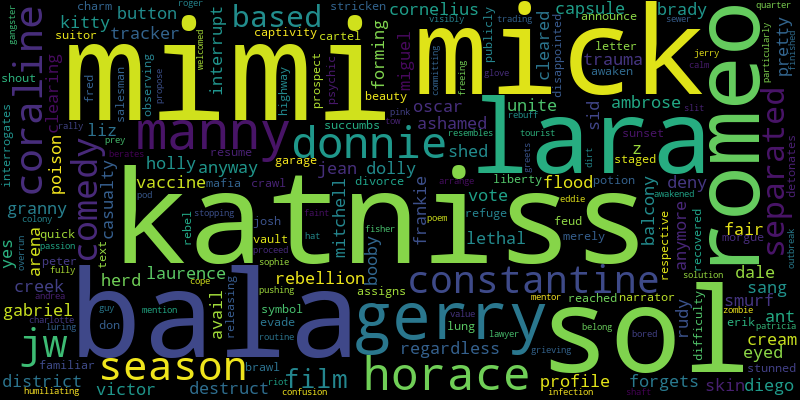 charm
roger
button
based
stricken
cornelius
capsule
announce
brady
quarter
gangster
kitty
suitor
tracker
interrupt
captivity
cartel
publicly
visibly
trading
cleared
disappointed
letter
sewer
romeo
pretty
finished
particularly
mimi
mick
welcomed
forming
miguel
committing
freeing
glove
trauma
awaken
jerry
calm
shout
coraline
clearing
fred
salesman
observing
propose
highway
prospect
psychic
beauty
oscar
unite
sid
ambrose
slit
pink
tow
rally
liz
prey
manny
donnie
succumbs
ashamed
resembles
rebuff
lara
tourist
z
staged
sunset
separated
detonates
interrogates
poison
comedy
casualty
berates
holly
anyway
resume
garage
jean
dolly
shed
greets
dirt
deny
morgue
vaccine
mafia
crawl
divorce
liberty
flood
potion
awakened
pod
arrange
eddie
granny
colony
passion
text
katniss
stopping
josh
faint
mitchell
frankie
vote
refuge
poem
feud
balcony
anymore
recovered
fair
outbreak
yes
overrun
arena
quick
peter
fully
rebel
vault
hat
proceed
sophie
booby
fisher
lethal
merely
respective
solution
creek
andrea
herd
laurence
cope
pushing
rebellion
constantine
mentor
reached
narrator
dale
zombie
sang
gabriel
luring
charlotte
bala
guy
don
mention
avail
releasing
symbol
evade
routine
assigns
gerry
lung
value
lawyer
sol
belong
bored
rudy
difficulty
smurf
erik
ant
patricia
jw
familiar
season
brawl
riot
film
regardless
grieving
cream
eyed
stunned
district
humiliating
victor
destruct
confusion
horace
profile
infection
forgets
shaft
skin
diego